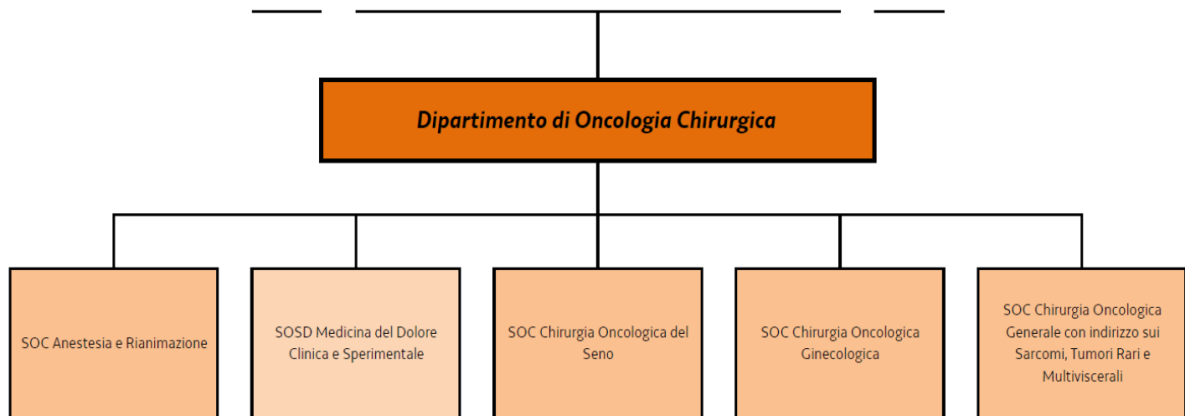 Dipartimento di Oncologia Chirurgica
SOC Anestesia e Rianimazione
SOSD Medicina del Dolore
Clinica e Sperimentale
SOC Chirurgia Oncologica del
Seno
SOC Chirurgia Oncologica
Ginecologica
SOC Chirurgia Oncologica
Generale con indirizzo sui
Sarcomi, Tumori Rari e
Multiviscerali